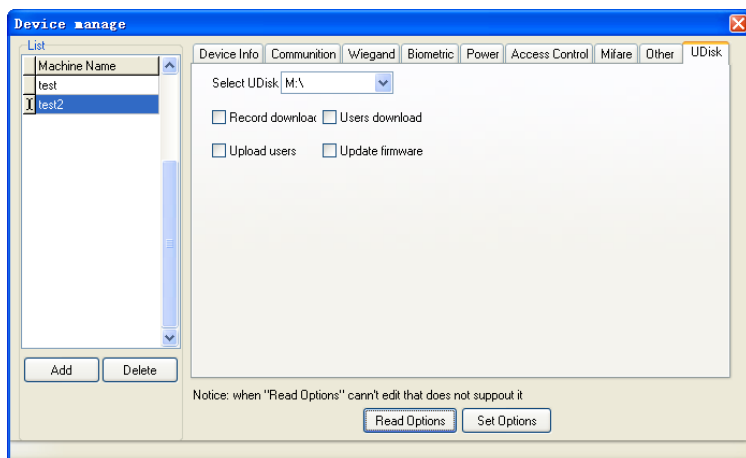 Device manage
List
Machine Name
test
test2
Add Delete
Device Info Communition Wiegand Biometric Power Access Control Mifare Other UDisk
Select UDisk M:\
Record downloac Users download
Upload users Update firmware
Notice: when "Read Options" cann't edit that does not suppout it
Read Options Set Options